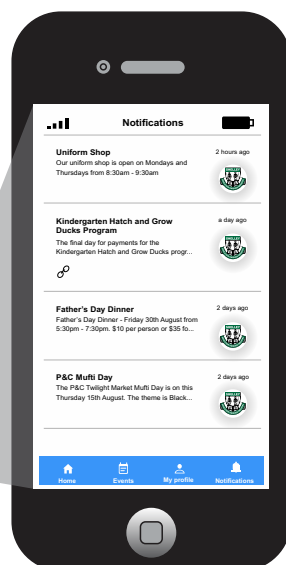 Notifications
Uniform Shop
2 hours ago
Our uniform shop is open on Mondays and
Thursdays from 8:30am - 9:30am
Kindergarten Hatch and Grow
Ducks Program
a day ago
The final day for payments for the
Kindergarten Hatch and Grow Ducks progr...
Father's Day Dinner
2 days ago
Father's Day Dinner - Friday 30th August from
5:30pm - 7:30pm. $10 per person or $35 fo...
P&C Mufti Day
2 days ago
The P&C Twilight Market Mufti Day is on this
Thursday 15th August. The theme is Black...
Home Events My profile Notifications